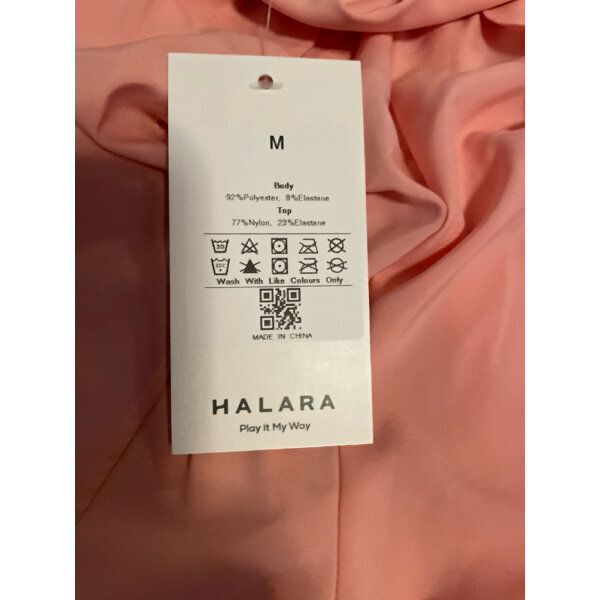 M
Body
92%Polyester, 8%Elastane
Top
77%Nylon, 23%Elastane
Wash With Like Colours Only
MADE IN CHINA
HALARA
Play it My Way